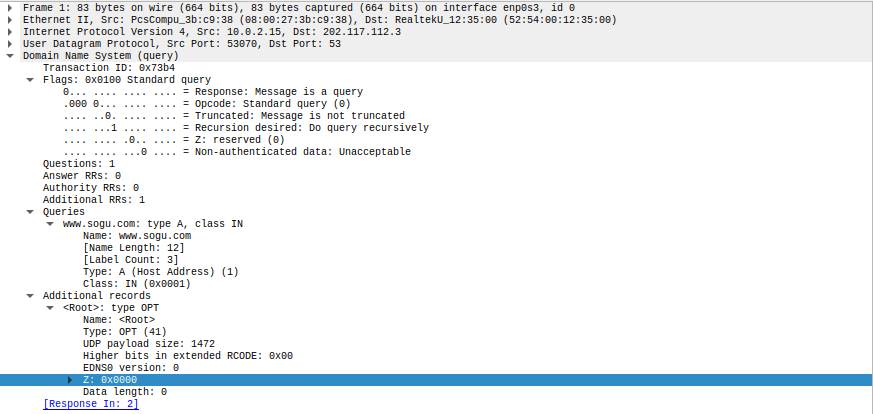 Frame 1: 83 bytes on wire (664 bits), 83 bytes captured (664 bits) on interface enp0s3, id 0
Ethernet II, Src: PcsCompu_3b:c9:38 (08:00:27:3b:c9:38), Dst: RealtekU_12:35:00 (52:54:00:12:35:00)
Internet Protocol Version 4, Src: 10.0.2.15, Dst: 202.117.112.3
User Datagram Protocol, Src Port: 53070, Dst Port: 53
Domain Name System (query)
Transaction ID: 0x73b4
Flags: 0x0100 Standard query
0... .... .... .... = Response: Message is a query
.000 0... .... .... = Opcode: Standard query (0)
.... ..0. .... .... = Truncated: Message is not truncated
.... ...1 .... .... = Recursion desired: Do query recursively
.... .... .0.. .... = Z: reserved (0)
.... .... ...0 .... = Non-authenticated data: Unacceptable
Questions: 1
Answer RRs: 0
Authority RRs: 0
Additional RRs: 1
Queries
www.sogu.com: type A, class IN
Name: www.sogu.com
[Name Length: 12]
[Label Count: 3]
Type: A (Host Address) (1)
Class: IN (0x0001)
Additional records
<Root>: type OPT
Name: <Root>
Type: OPT (41)
UDP payload size: 1472
Higher bits in extended RCODE: 0x00
EDNS0 version: 0
Z: 0x0000
Data length: 0
[Response In: 2]